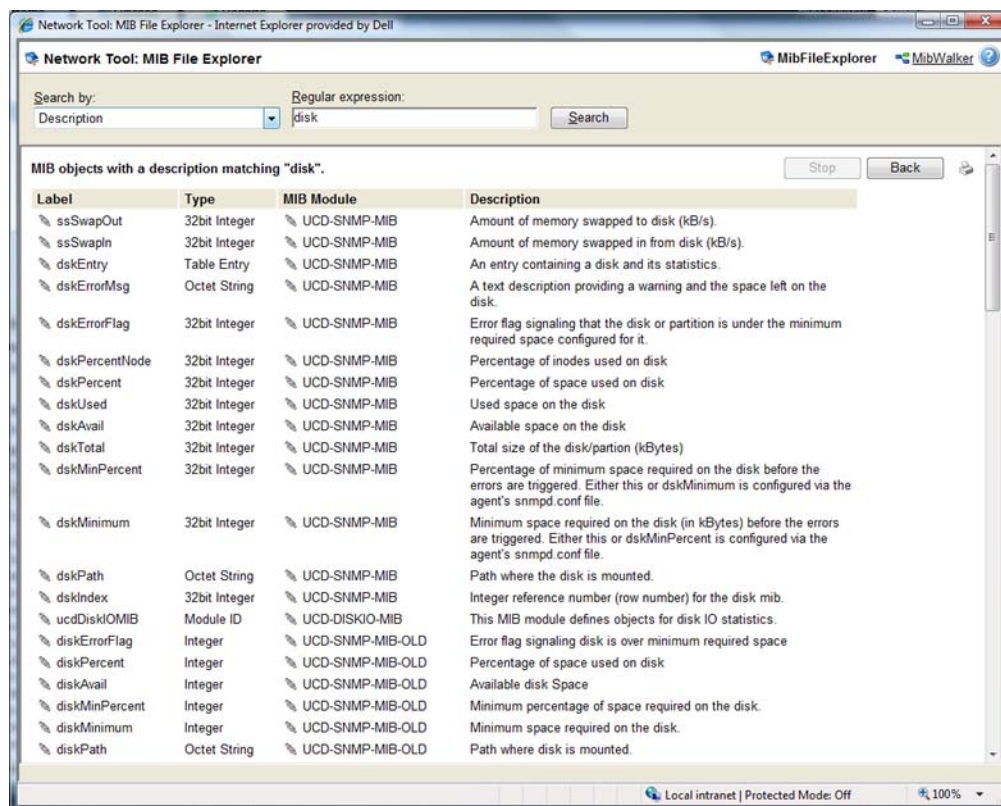 Network Tool: MIB File Explorer - Internet Explorer provided by Dell
Network Tool: MIB File Explorer MibFileExplorer MibWalker
Search by: Regular expression:
Description disk Search
MIB objects with a description matching "disk". Stop Back
Label Type MIB Module Description
ssSwapOut 32bit Integer UCD-SNMP-MIB Amount of memory swapped to disk (kB/s).
ssSwapIn 32bit Integer UCD-SNMP-MIB Amount of memory swapped in from disk (kB/s).
dskEntry Table Entry UCD-SNMP-MIB An entry containing a disk and its statistics.
dskErrorMsg Octet String UCD-SNMP-MIB A text description providing a warning and the space left on the
disk.
dskErrorFlag 32bit Integer UCD-SNMP-MIB Error flag signaling that the disk or partition is under the minimum
required space configured for it.
dskPercentNode 32bit Integer UCD-SNMP-MIB Percentage of inodes used on disk
dskPercent 32bit Integer UCD-SNMP-MIB Percentage of space used on disk
dskUsed 32bit Integer UCD-SNMP-MIB Used space on the disk
dskAvail 32bit Integer UCD-SNMP-MIB Available space on the disk
dskTotal 32bit Integer UCD-SNMP-MIB Total size of the disk/partion (kBytes)
dskMinPercent 32bit Integer UCD-SNMP-MIB Percentage of minimum space required on the disk before the
errors are triggered. Either this or dskMinimum is configured via the
agent's snmpd.conf file.
dskMinimum 32bit Integer UCD-SNMP-MIB Minimum space required on the disk (in kBytes) before the errors
are triggered. Either this or dskMinPercent is configured via the
agent's snmpd.conf file.
dskPath Octet String UCD-SNMP-MIB Path where the disk is mounted.
dskIndex 32bit Integer UCD-SNMP-MIB Integer reference number (row number) for the disk mib.
ucdDiskIOMIB Module ID UCD-DISKIO-MIB This MIB module defines objects for disk IO statistics.
diskErrorFlag Integer UCD-SNMP-MIB-OLD Error flag signaling disk is over minimum required space
diskPercent Integer UCD-SNMP-MIB-OLD Percentage of space used on disk
diskAvail Integer UCD-SNMP-MIB-OLD Available disk Space
diskMinPercent Integer UCD-SNMP-MIB-OLD Minimum percentage of space required on the disk.
diskMinimum Integer UCD-SNMP-MIB-OLD Minimum space required on the disk.
diskPath Octet String UCD-SNMP-MIB-OLD Path where disk is mounted.
Local intranet | Protected Mode: Off 100%